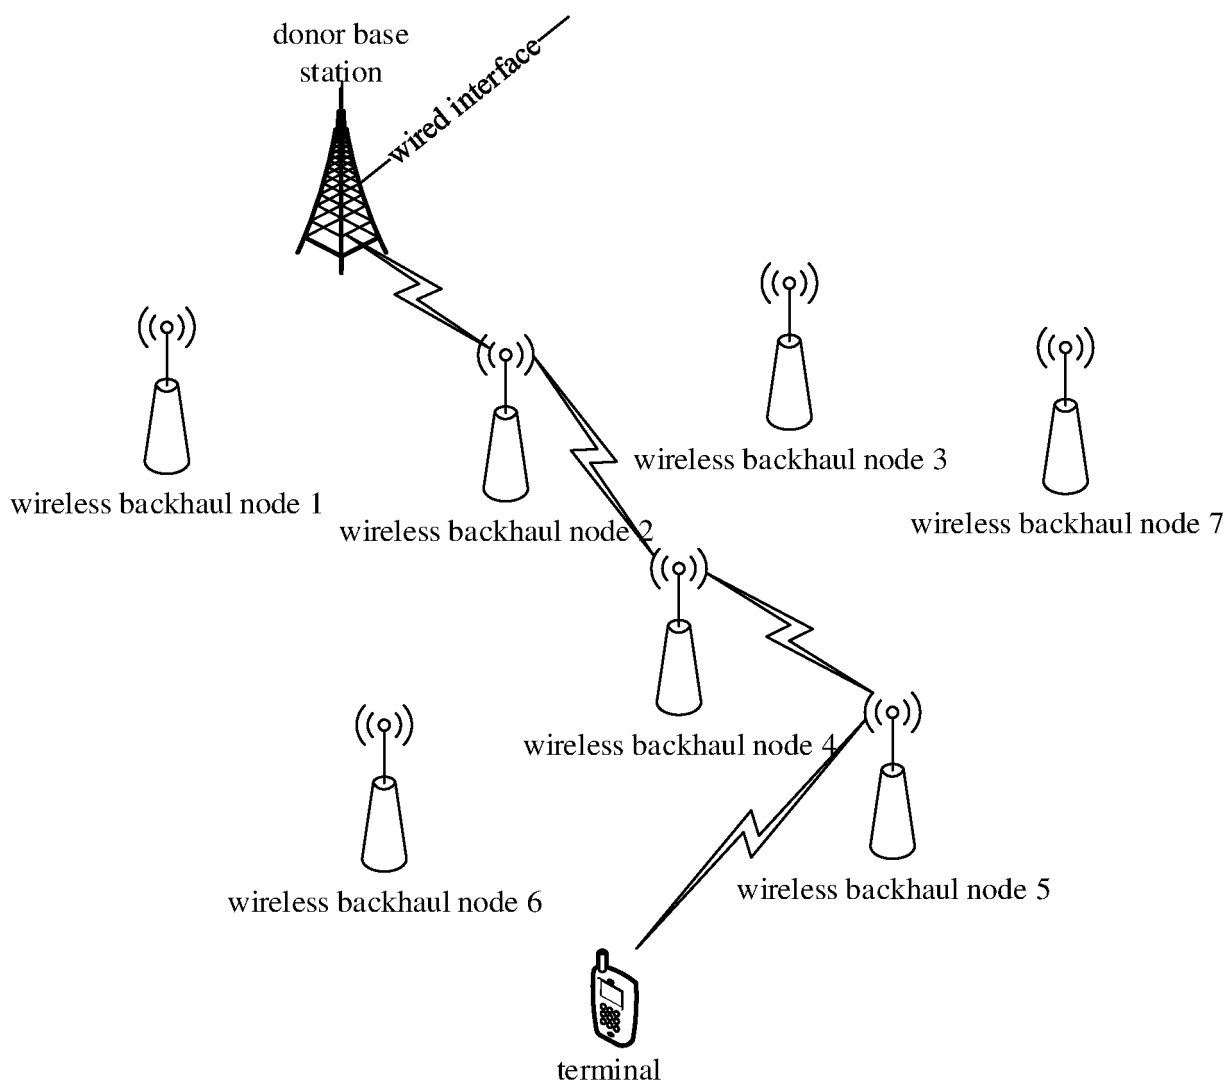 donor base
station
wired interface
wireless backhaul node 1
wireless backhaul node 2
wireless backhaul node 3
wireless backhaul node 7
wireless backhaul node 4
wireless backhaul node 5
wireless backhaul node 6
terminal